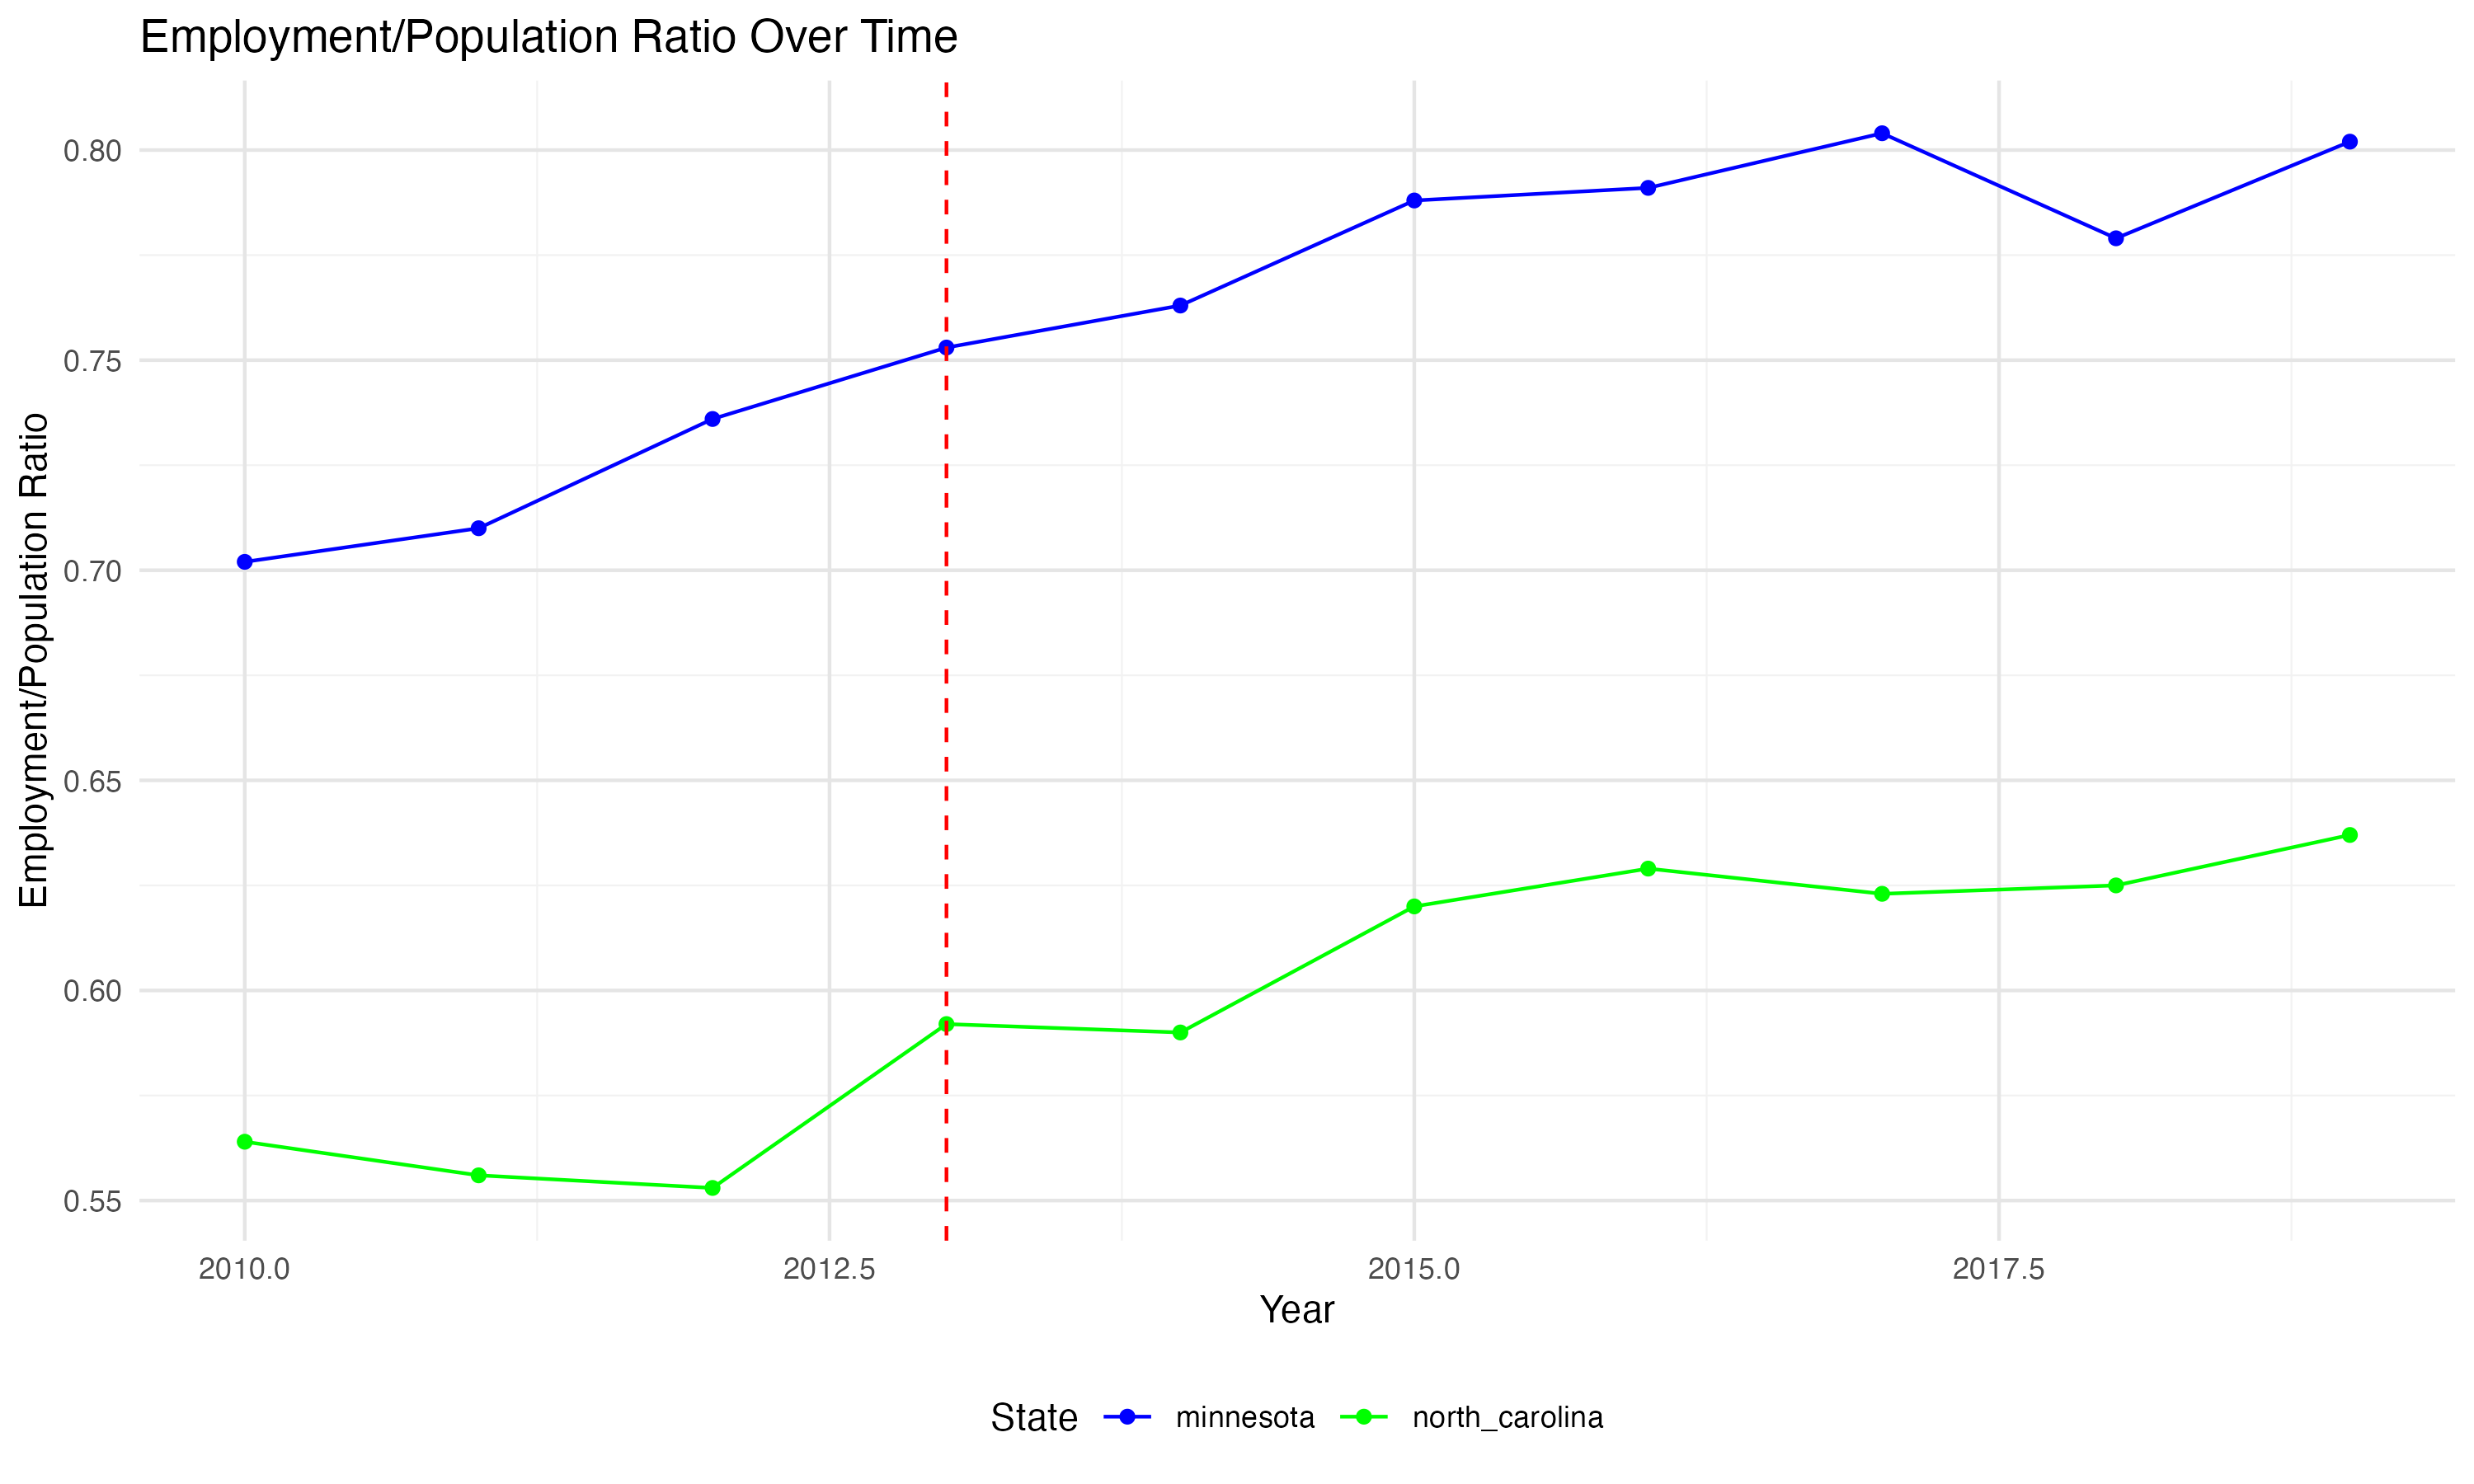 Employment/Population Ratio Over Time
Employment/Population Ratio
0.80
0.75
0.70
0.65
0.60
0.55
2010.0 2012.5 2015.0 2017.5
Year
State minnesota north_carolina